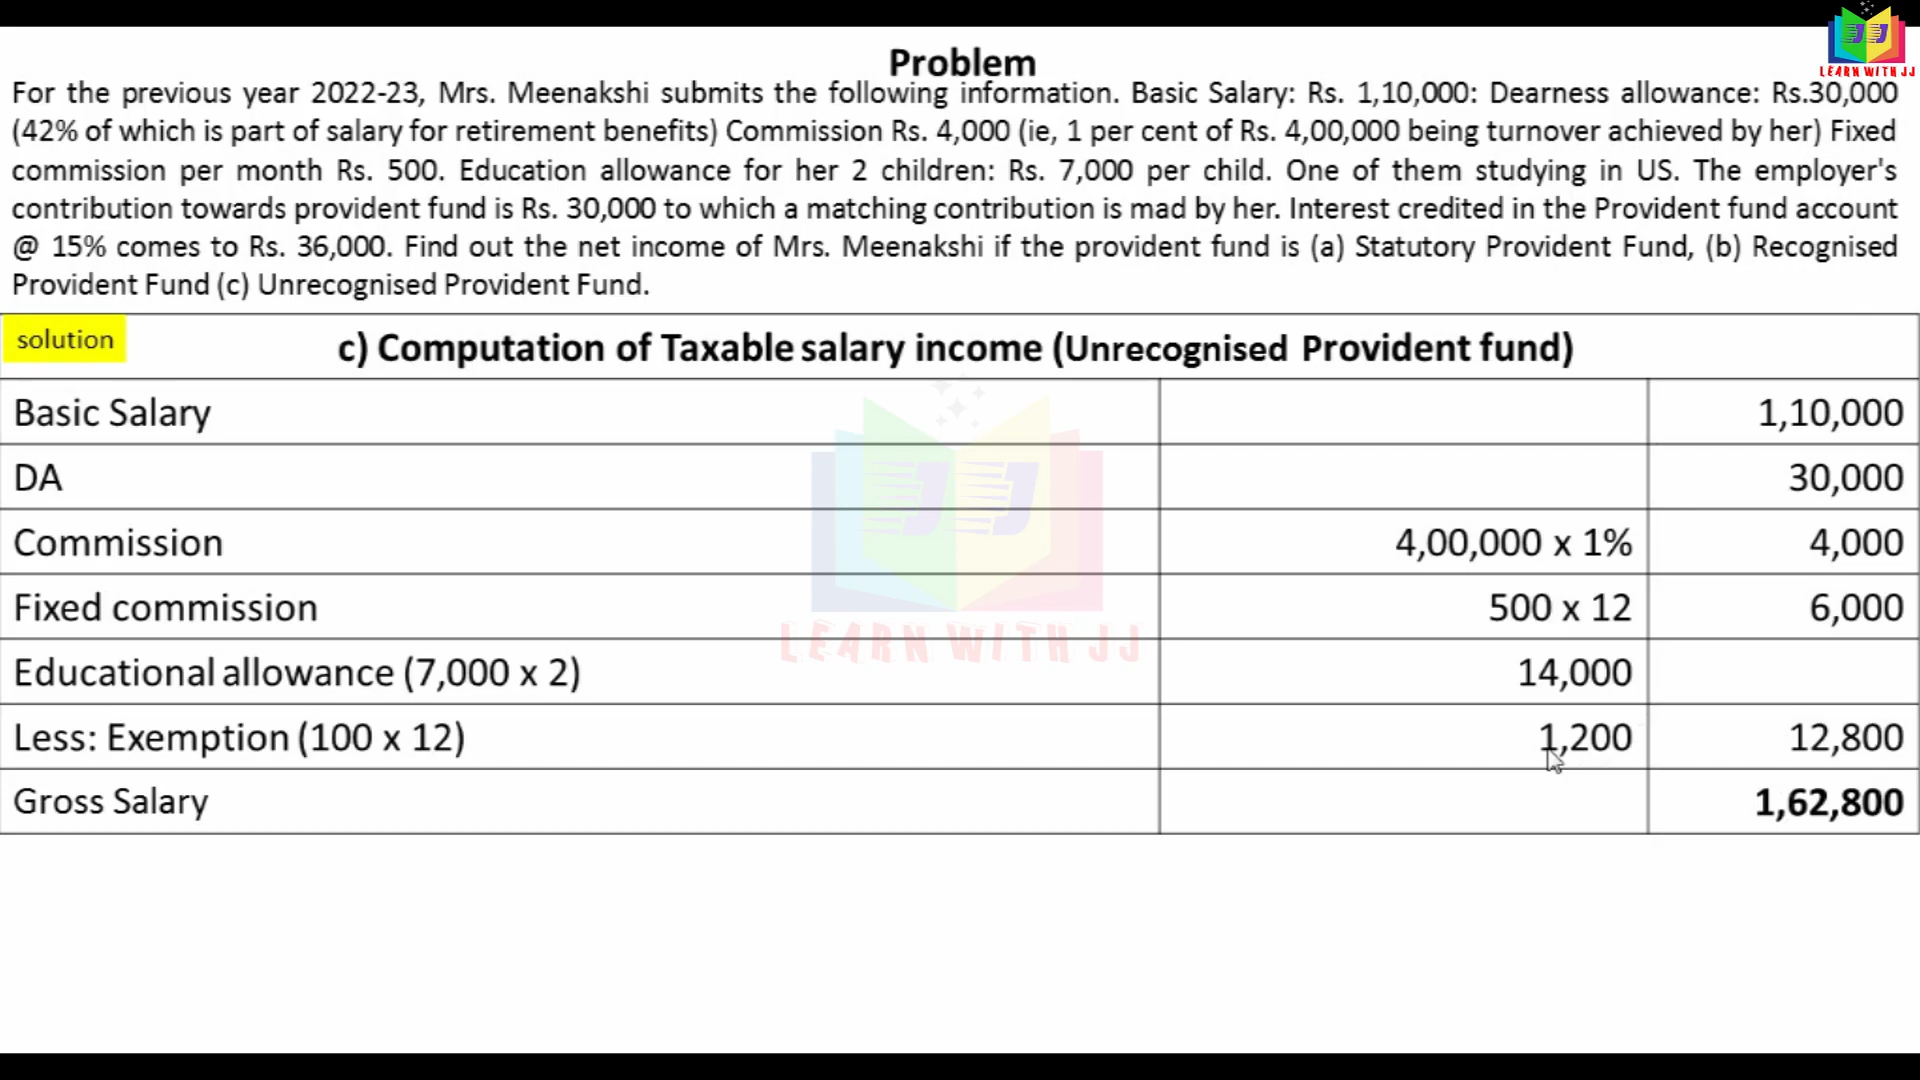 LEARN WITH JJ
Problem
For the previous year 2022-23, Mrs. Meenakshi submits the following information. Basic Salary: Rs. 1,10,000: Dearness allowance: Rs.30,000
(42% of which is part of salary for retirement benefits) Commission Rs. 4,000 (ie, 1 per cent of Rs. 4,00,000 being turnover achieved by her) Fixed
commission per month Rs. 500. Education allowance for her 2 children: Rs. 7,000 per child. One of them studying in US. The employer's
contribution towards provident fund is Rs. 30,000 to which a matching contribution is mad by her. Interest credited in the Provident fund account
@ 15% comes to Rs. 36,000. Find out the net income of Mrs. Meenakshi if the provident fund is (a) Statutory Provident Fund, (b) Recognised
Provident Fund (c) Unrecognised Provident Fund.
solution
c) Computation of Taxable salary income (Unrecognised Provident fund)
Basic Salary 1,10,000
DA 30,000
Commission 4,00,000 x 1% 4,000
Fixed commission 500 x 12 6,000
LEARN WITH JJ
Educational allowance (7,000 x 2) 14,000
Less: Exemption (100 x 12) 1,200 12,800
Gross Salary 1,62,800